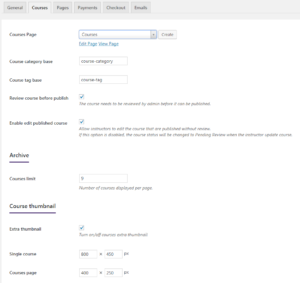 General Courses Pages Payments Checkout Emails
Courses Page Courses Create
Edit Page View Page
Course category base course-category
Course tag base course-tag
Review course before publish
The course needs to be reviewed by admin before it can be published.
Enable edit published course
Allow instructors to edit the course that are published without review.
If this option is disabled, the course status will be changed to Pending Review when the instructor update course.
Archive
Courses limit 8
Number of courses displayed per page.
Course thumbnail
Extra thumbnail
Turn on/off courses extra thumbnail.
Single course 800 x 450 px
Courses page 400 x 250 px